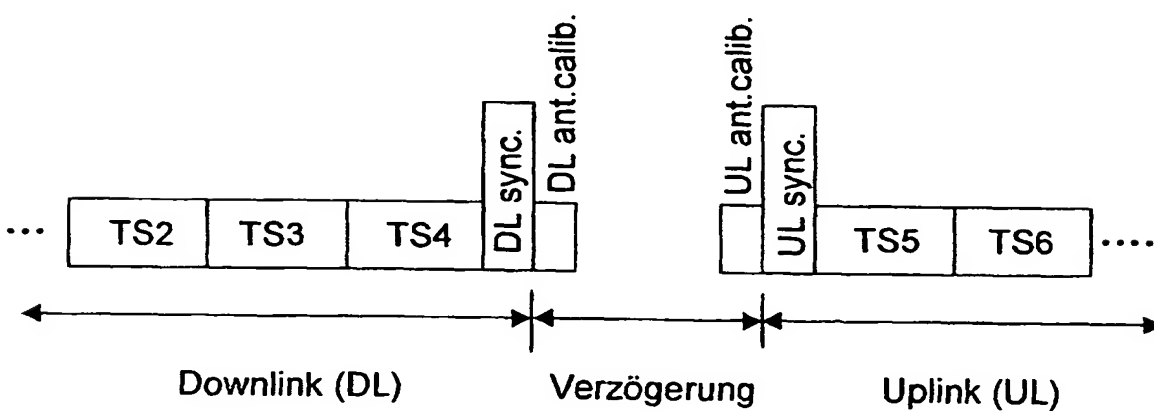 DL ant.calib.
UL ant.calib.
... TS2 TS3 TS4 DL sync. UL sync. TS5 TS6 ....
Downlink (DL) Verzögerung Uplink (UL)